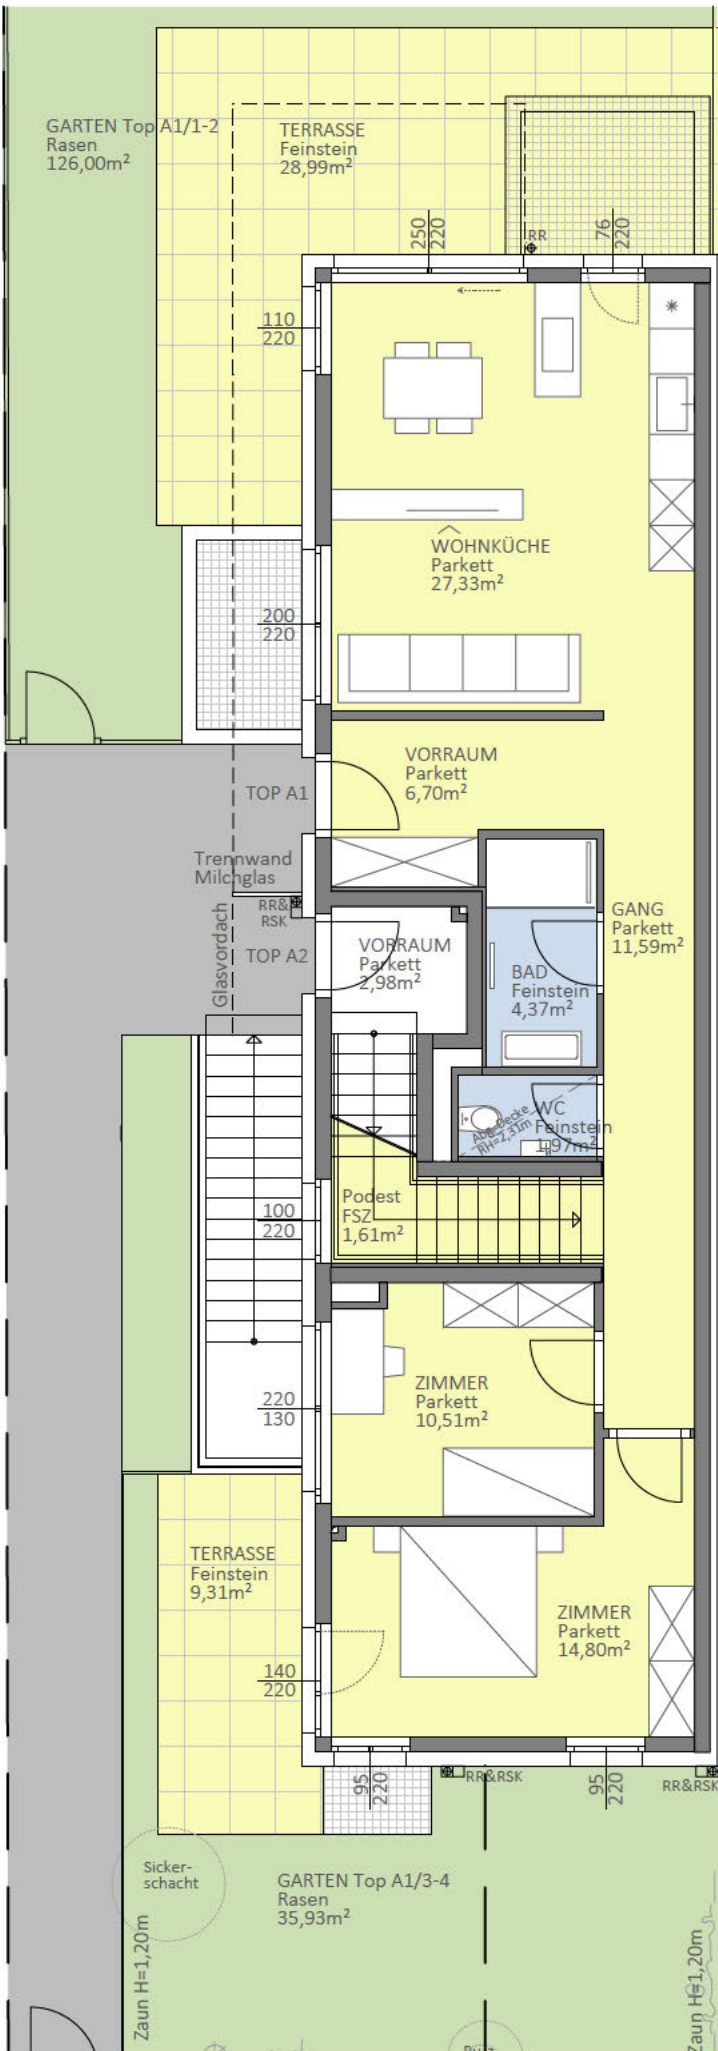 GARTEN Top A1/1-2
Rasen
126,00m²
TERRASSE
Feinstein
28,99m²
250
220
RR
76
220
110
220
WOHNKÜCHE
Parkett
27,33m²
200
220
VORRAUM
Parkett
6,70m²
TOP A1
Trennwand
Milchglas
RR&
RSK
Glasvordach
TOP A2
VORRAUM
Parkett
2,98m²
GANG
Parkett
11,59m²
BAD
Feinstein
4,37m²
WC
Feinstein
1,97m²
Abg. Decke
RH=2,31m
Podest
FSZ
1,61m²
100
220
ZIMMER
Parkett
10,51m²
220
130
TERRASSE
Feinstein
9,31m²
ZIMMER
Parkett
14,80m²
140
220
95
220
RR&RSK
95
220
RR&RSK
Sicker-
schacht
GARTEN Top A1/3-4
Rasen
35,93m²
Zaun H=1,20m
Zaun H=1,20m